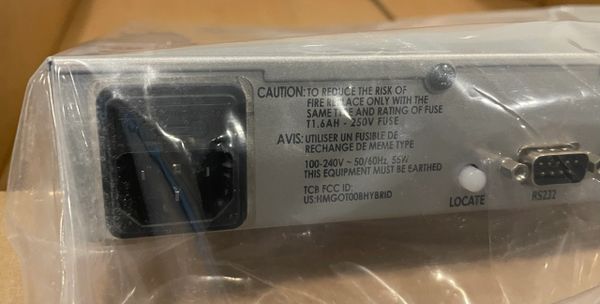 CAUTION: TO REDUCE THE RISK OF
FIRE REPLACE ONLY WITH THE
SAME TYPE AND RATING OF FUSE
T1.6AH - 250V FUSE
AVIS: UTILISER UN FUSIBLE DE
RECHANGE DE MEME TYPE
100-240V ~ 50/60Hz, 55W
THIS EQUIPMENT MUST BE EARTHED
TCB FCC ID:
US:HMGOT00BHYBRID
LOCATE
RS232